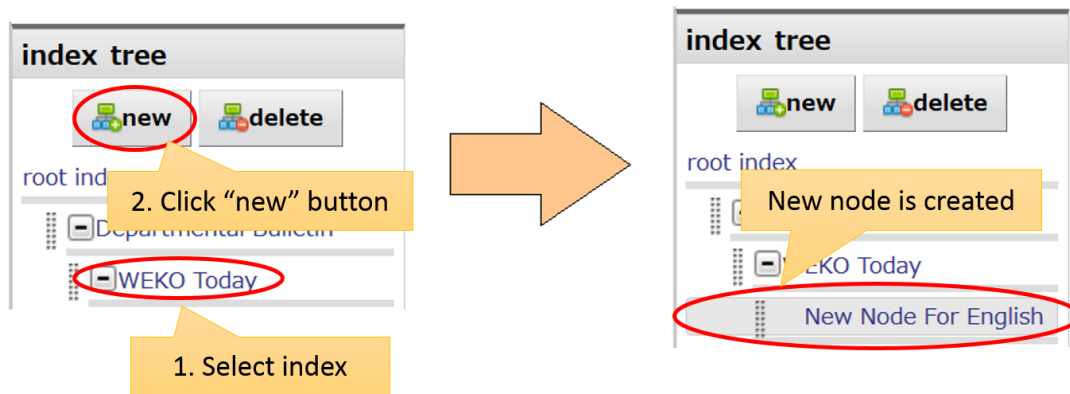 index tree
new
delete
root ind
2. Click “new” button
Departmental Bulletin
WEKO Today
1. Select index
index tree
new
delete
root index
New node is created
EKO Today
New Node For English